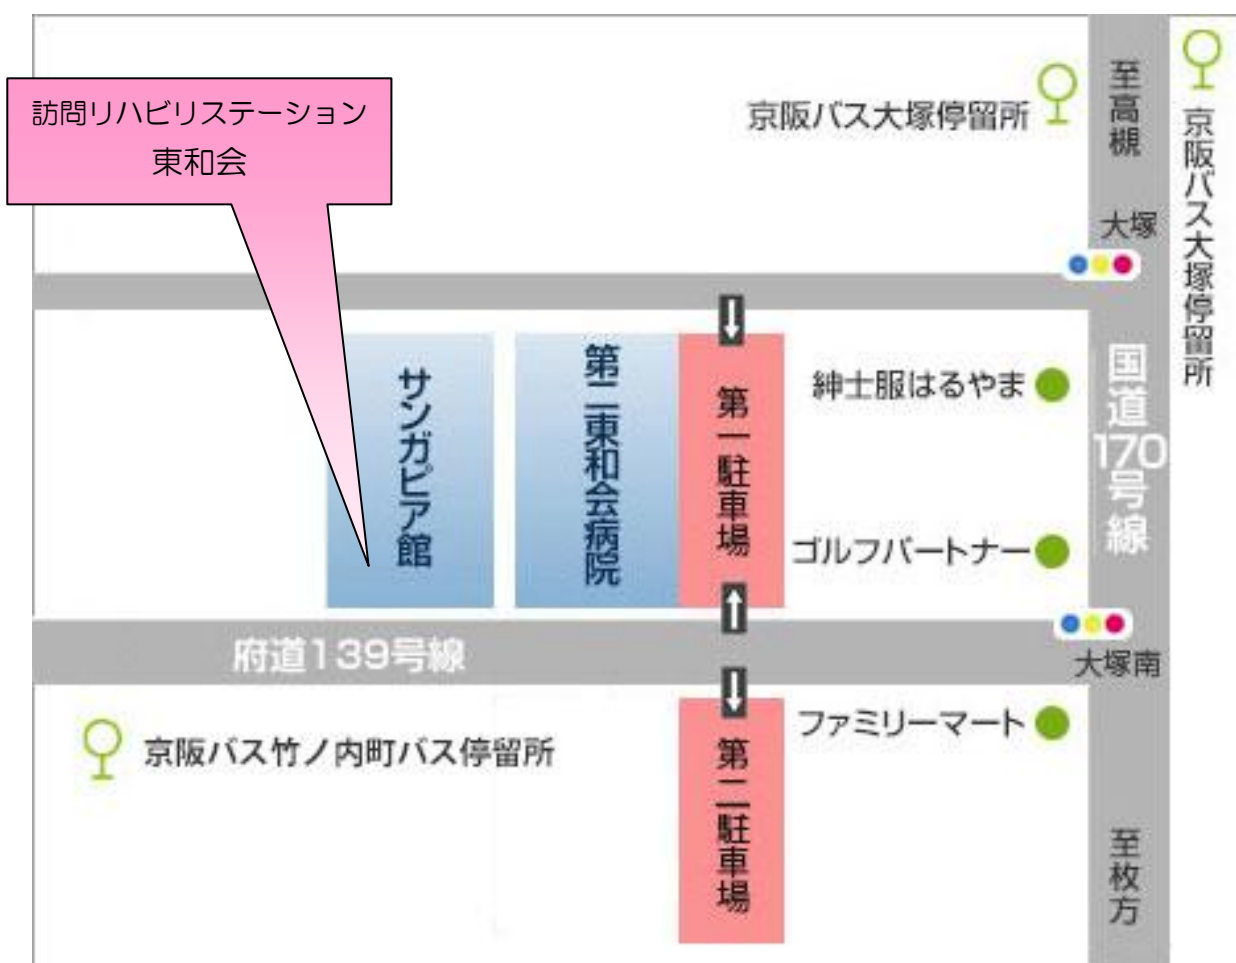 訪問リハビリステーション
東和会
京阪バス大塚停留所
至高槻
京阪バス大塚停留所
大塚
サンガピア館
第二東和会病院
第一駐車場
紳士服はるやま
国道170号線
ゴルフパートナー
府道139号線
大塚南
ファミリーマート
京阪バス竹ノ内町バス停留所
第二駐車場
至枚方